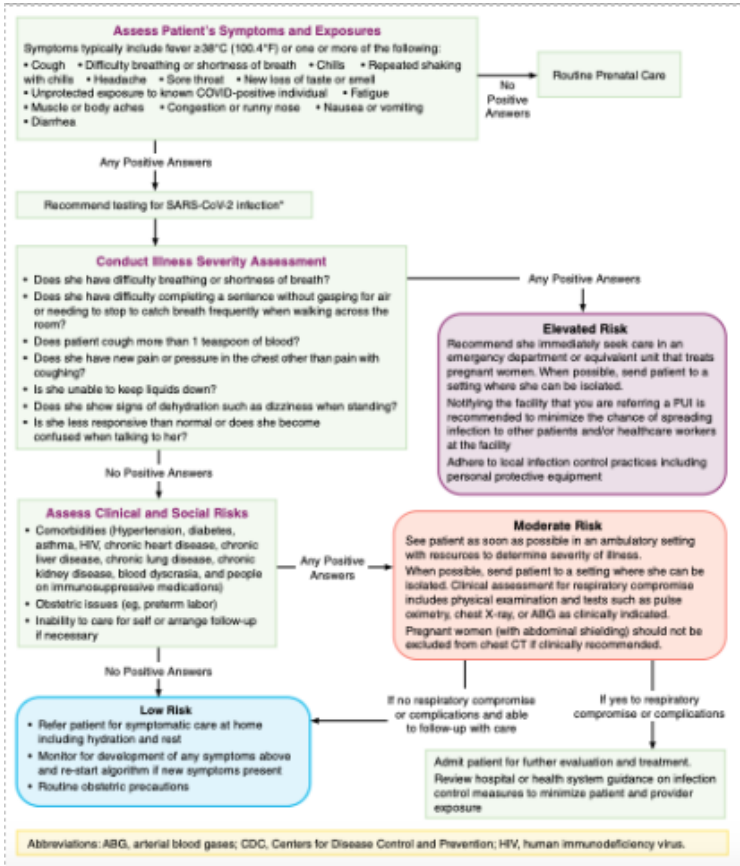 Assess Patient's Symptoms and Exposures
Symptoms typically include fever ≥38°C (100.4°F) or one or more of the following:
• Cough • Difficulty breathing or shortness of breath • Chills • Repeated shaking
with chills • Headache • Sore throat • New loss of taste or smell
• Unprotected exposure to known COVID-positive individual • Fatigue
• Muscle or body aches • Congestion or runny nose • Nausea or vomiting
• Diarrhea
No
Positive
Answers
Routine Prenatal Care
Any Positive Answers
Recommend testing for SARS-CoV-2 infection*
Conduct Illness Severity Assessment
• Does she have difficulty breathing or shortness of breath?
• Does she have difficulty completing a sentence without gasping for air
or needing to stop to catch breath frequently when walking across the
room?
• Does patient cough more than 1 teaspoon of blood?
• Does she have new pain or pressure in the chest other than pain with
coughing?
• Is she unable to keep liquids down?
• Does she show signs of dehydration such as dizziness when standing?
• Is she less responsive than normal or does she become
confused when talking to her?
Any Positive Answers
Elevated Risk
Recommend she immediately seek care in an
emergency department or equivalent unit that treats
pregnant women. When possible, send patient to a
setting where she can be isolated.
Notifying the facility that you are referring a PUI is
recommended to minimize the chance of spreading
infection to other patients and/or healthcare workers
at the facility
Adhere to local infection control practices including
personal protective equipment
No Positive Answers
Assess Clinical and Social Risks
• Comorbidities (Hypertension, diabetes,
asthma, HIV, chronic heart disease, chronic
liver disease, chronic lung disease, chronic
kidney disease, blood dyscrasia, and people
on immunosuppressive medications)
• Obstetric issues (eg, preterm labor)
• Inability to care for self or arrange follow-up
if necessary
Any Positive
Answers
Moderate Risk
See patient as soon as possible in an ambulatory setting
with resources to determine severity of illness.
When possible, send patient to a setting where she can be
isolated. Clinical assessment for respiratory compromise
includes physical examination and tests such as pulse
oximetry, chest X-ray, or ABG as clinically indicated.
Pregnant women (with abdominal shielding) should not be
excluded from chest CT if clinically recommended.
No Positive Answers
Low Risk
• Refer patient for symptomatic care at home
including hydration and rest
• Monitor for development of any symptoms above
and re-start algorithm if new symptoms present
• Routine obstetric precautions
If no respiratory compromise
or complications and able
to follow-up with care
If yes to respiratory
compromise or complications
Admit patient for further evaluation and treatment.
Review hospital or health system guidance on infection
control measures to minimize patient and provider
exposure
Abbreviations: ABG, arterial blood gases; CDC, Centers for Disease Control and Prevention; HIV, human immunodeficiency virus.